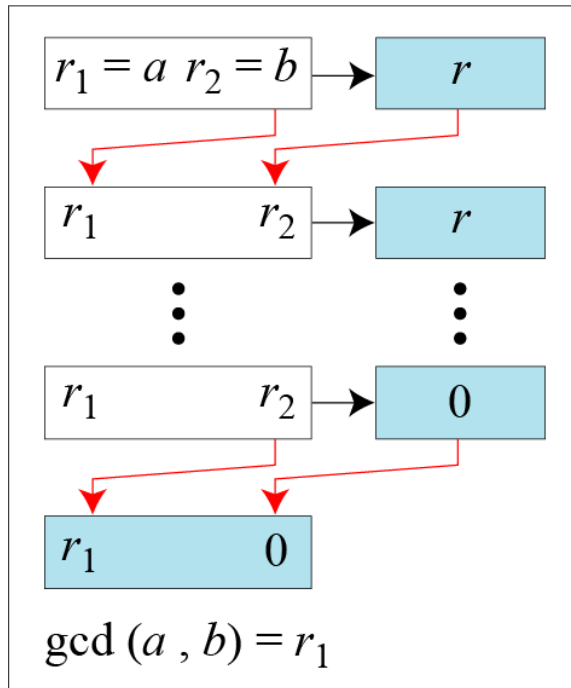 r₁ = a r₂ = b r
r₁ r₂ r
r₁ r₂ 0
r₁ 0
gcd (a , b) = r₁